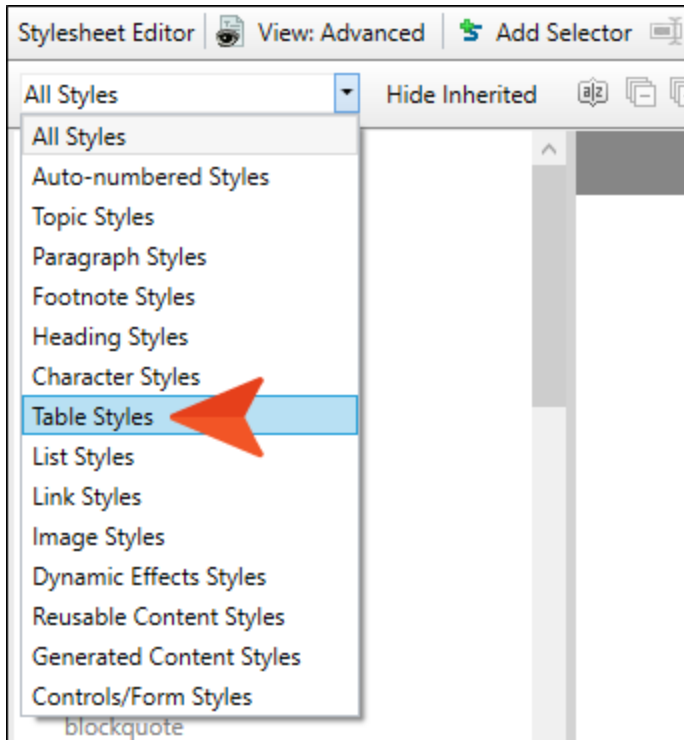 Stylesheet Editor View: Advanced Add Selector
All Styles Hide Inherited a z
All Styles
Auto-numbered Styles
Topic Styles
Paragraph Styles
Footnote Styles
Heading Styles
Character Styles
Table Styles
List Styles
Link Styles
Image Styles
Dynamic Effects Styles
Reusable Content Styles
Generated Content Styles
Controls/Form Styles
blockquote